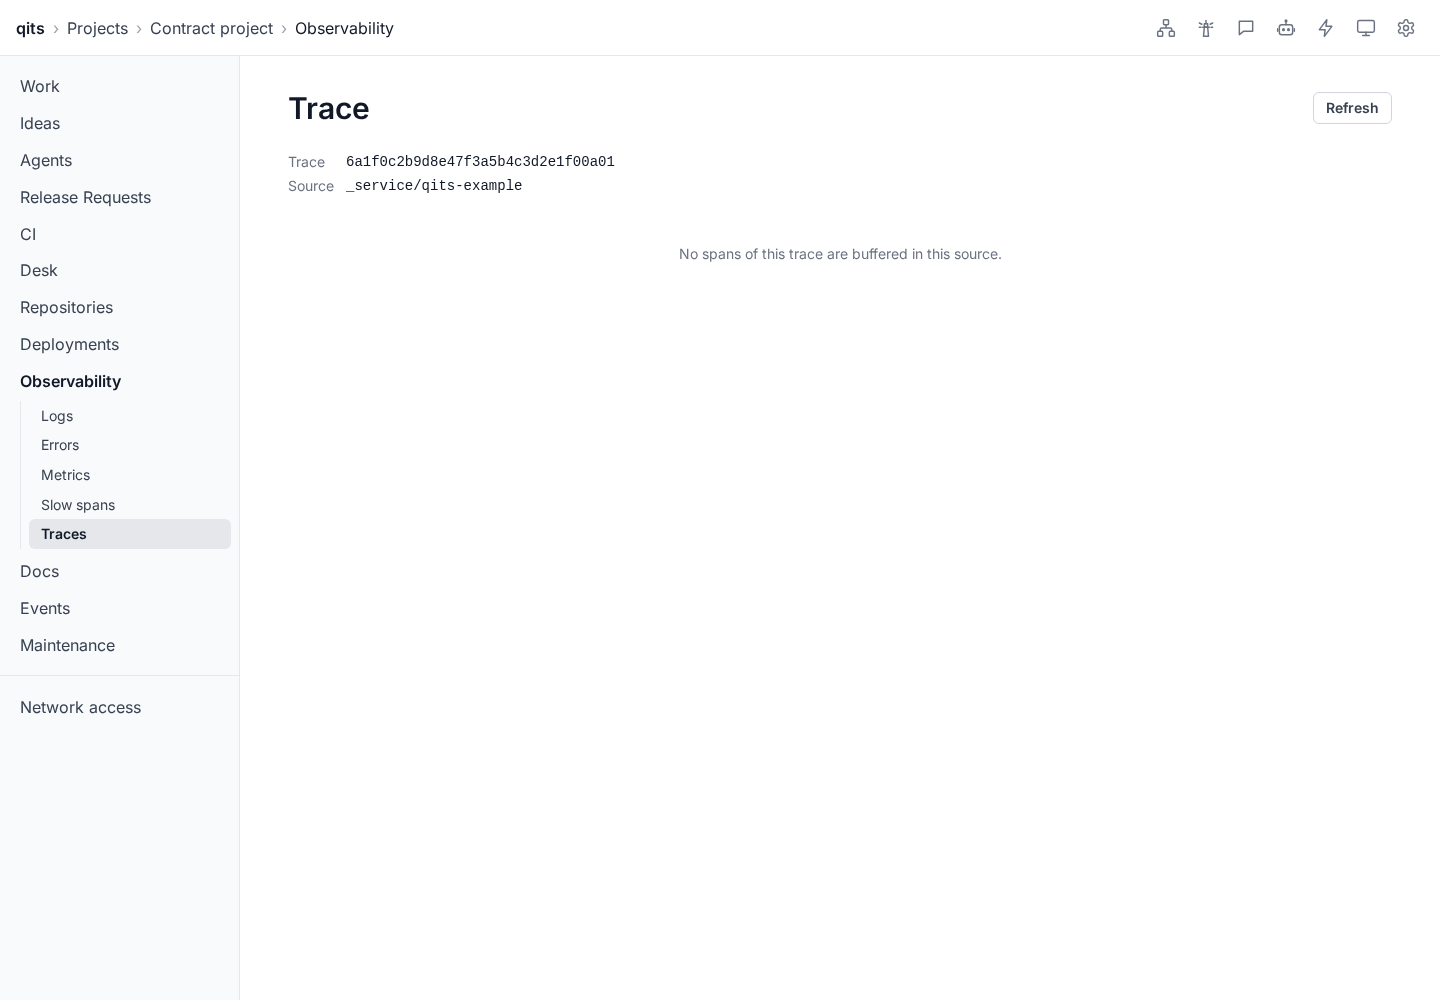 qits › Projects › Contract project › Observability
Work
Ideas
Agents
Release Requests
CI
Desk
Repositories
Deployments
Observability
Logs
Errors
Metrics
Slow spans
Traces
Docs
Events
Maintenance
Network access
Trace
Refresh
Trace 6a1f0c2b9d8e47f3a5b4c3d2e1f00a01
Source _service/qits-example
No spans of this trace are buffered in this source.